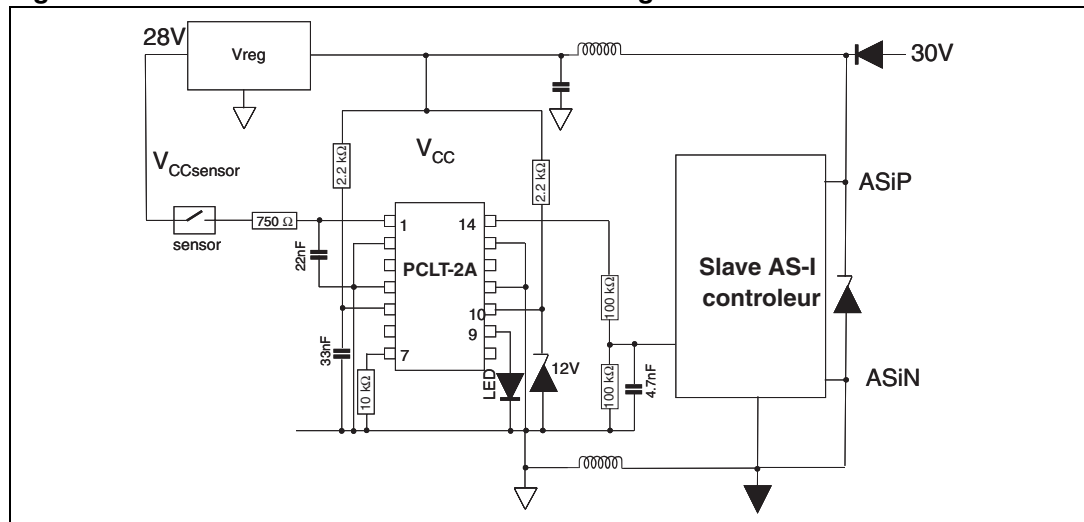 28V
Vreg
30V
VCCsensor
2.2 kΩ
VCC
2.2 kΩ
ASiP
sensor
750 Ω
22nF
1
14
PCLT-2A
10
9
7
100 kΩ
Slave AS-I
controleur
33nF
10 kΩ
LED
12V
100 kΩ
4.7nF
ASiN